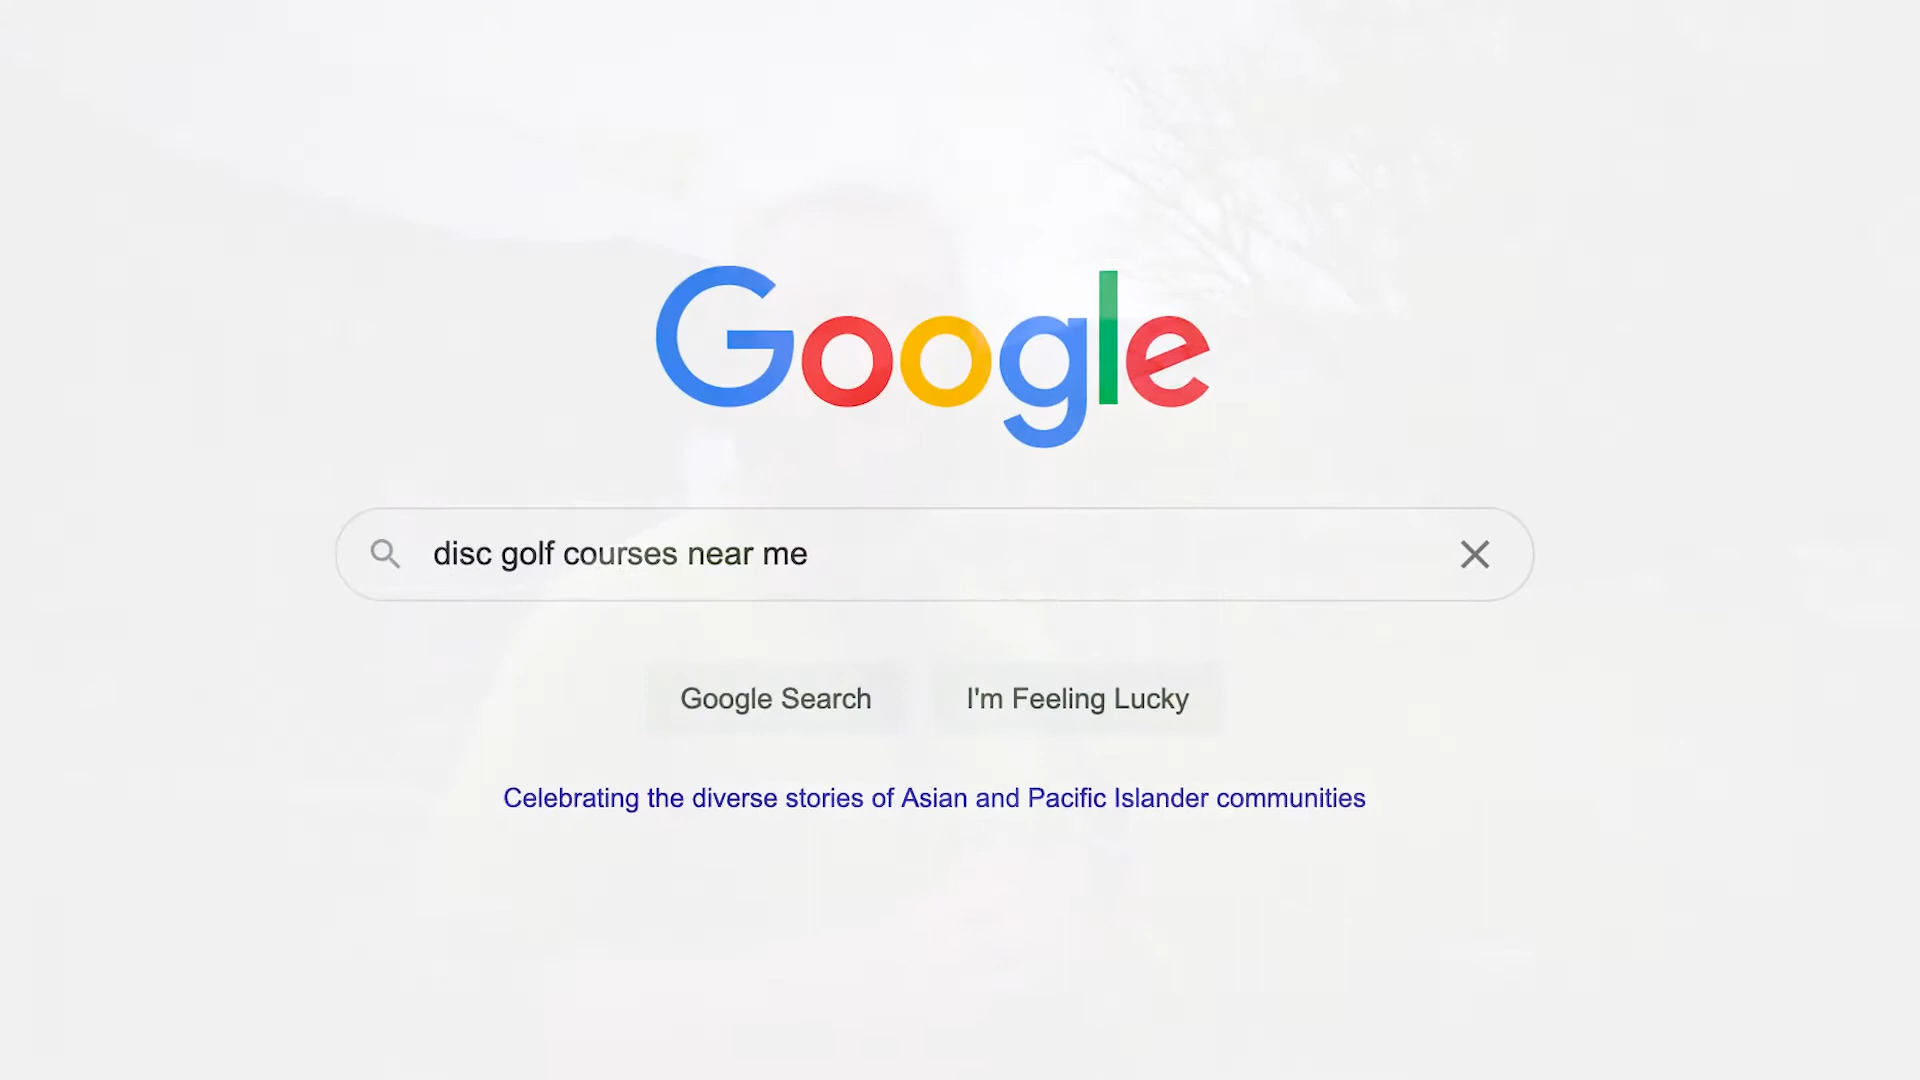 Google
disc golf courses near me
Google Search
I'm Feeling Lucky
Celebrating the diverse stories of Asian and Pacific Islander communities